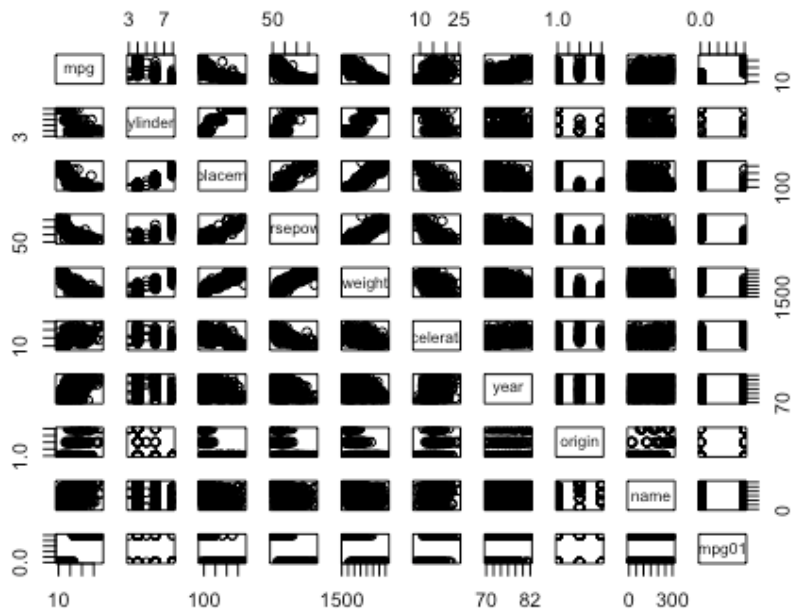 3 7 50 10 25 1.0 0.0
mpg 10
3 ylinder
placem 100
50 rsepow
weight 1500
10 celerat
year 70
1.0 origin
name 0
0.0 mpg01
10 100 1500 70 82 0 300